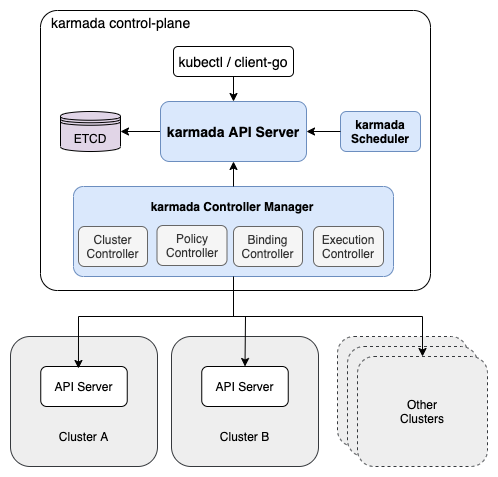 karmada control-plane
kubectl / client-go
karmada API Server
ETCD
karmada
Scheduler
karmada Controller Manager
Cluster
Controller
Policy
Controller
Binding
Controller
Execution
Controller
API Server
Cluster A
API Server
Cluster B
Other
Clusters